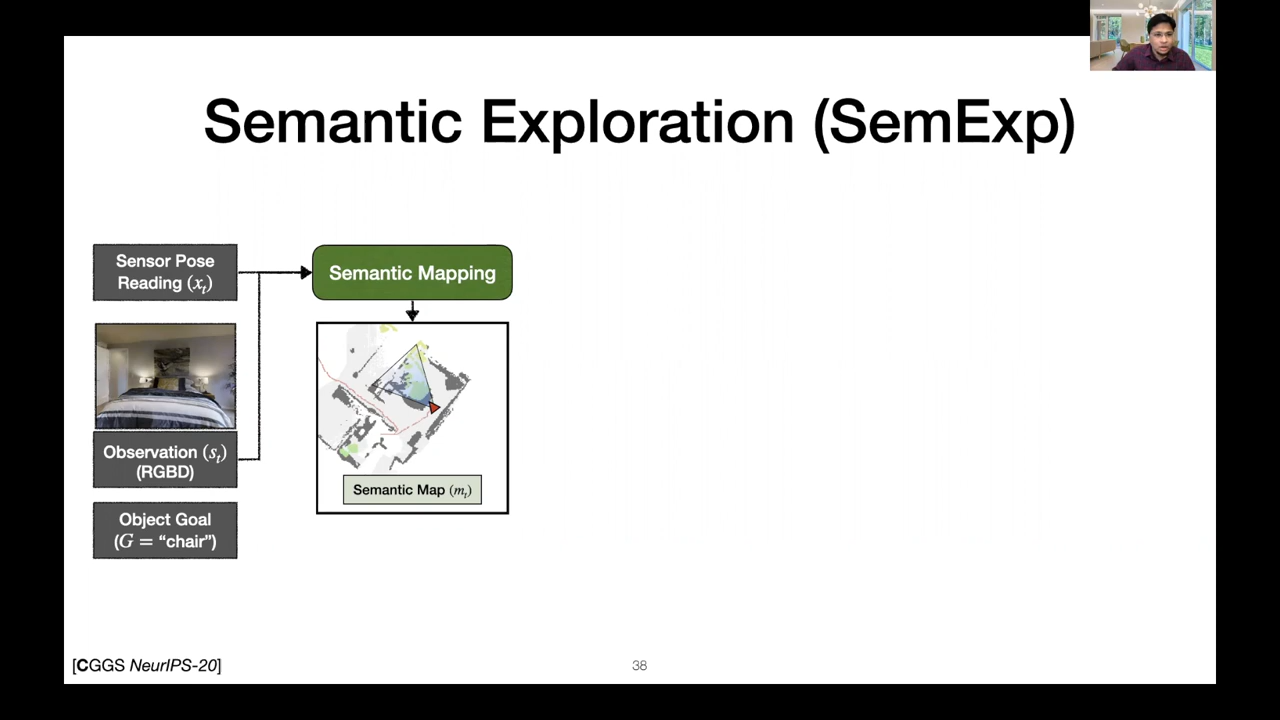 Semantic Exploration (SemExp)
Sensor Pose
Reading (xₜ)
Semantic Mapping
Observation (sₜ)
(RGBD)
Semantic Map (mₜ)
Object Goal
(G = “chair”)
[CGGS NeurIPS-20]
38